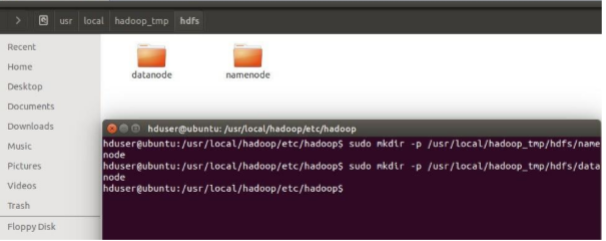 usr local hadoop_tmp hdfs
Recent
Home
Desktop
Documents
Downloads
Music
Pictures
Videos
Trash
Floppy Disk
datanode namenode
hduser@ubuntu: /usr/local/hadoop/etc/hadoop
hduser@ubuntu:/usr/local/hadoop/etc/hadoop$ sudo mkdir -p /usr/local/hadoop_tmp/hdfs/name
node
hduser@ubuntu:/usr/local/hadoop/etc/hadoop$ sudo mkdir -p /usr/local/hadoop_tmp/hdfs/data
node
hduser@ubuntu:/usr/local/hadoop/etc/hadoop$